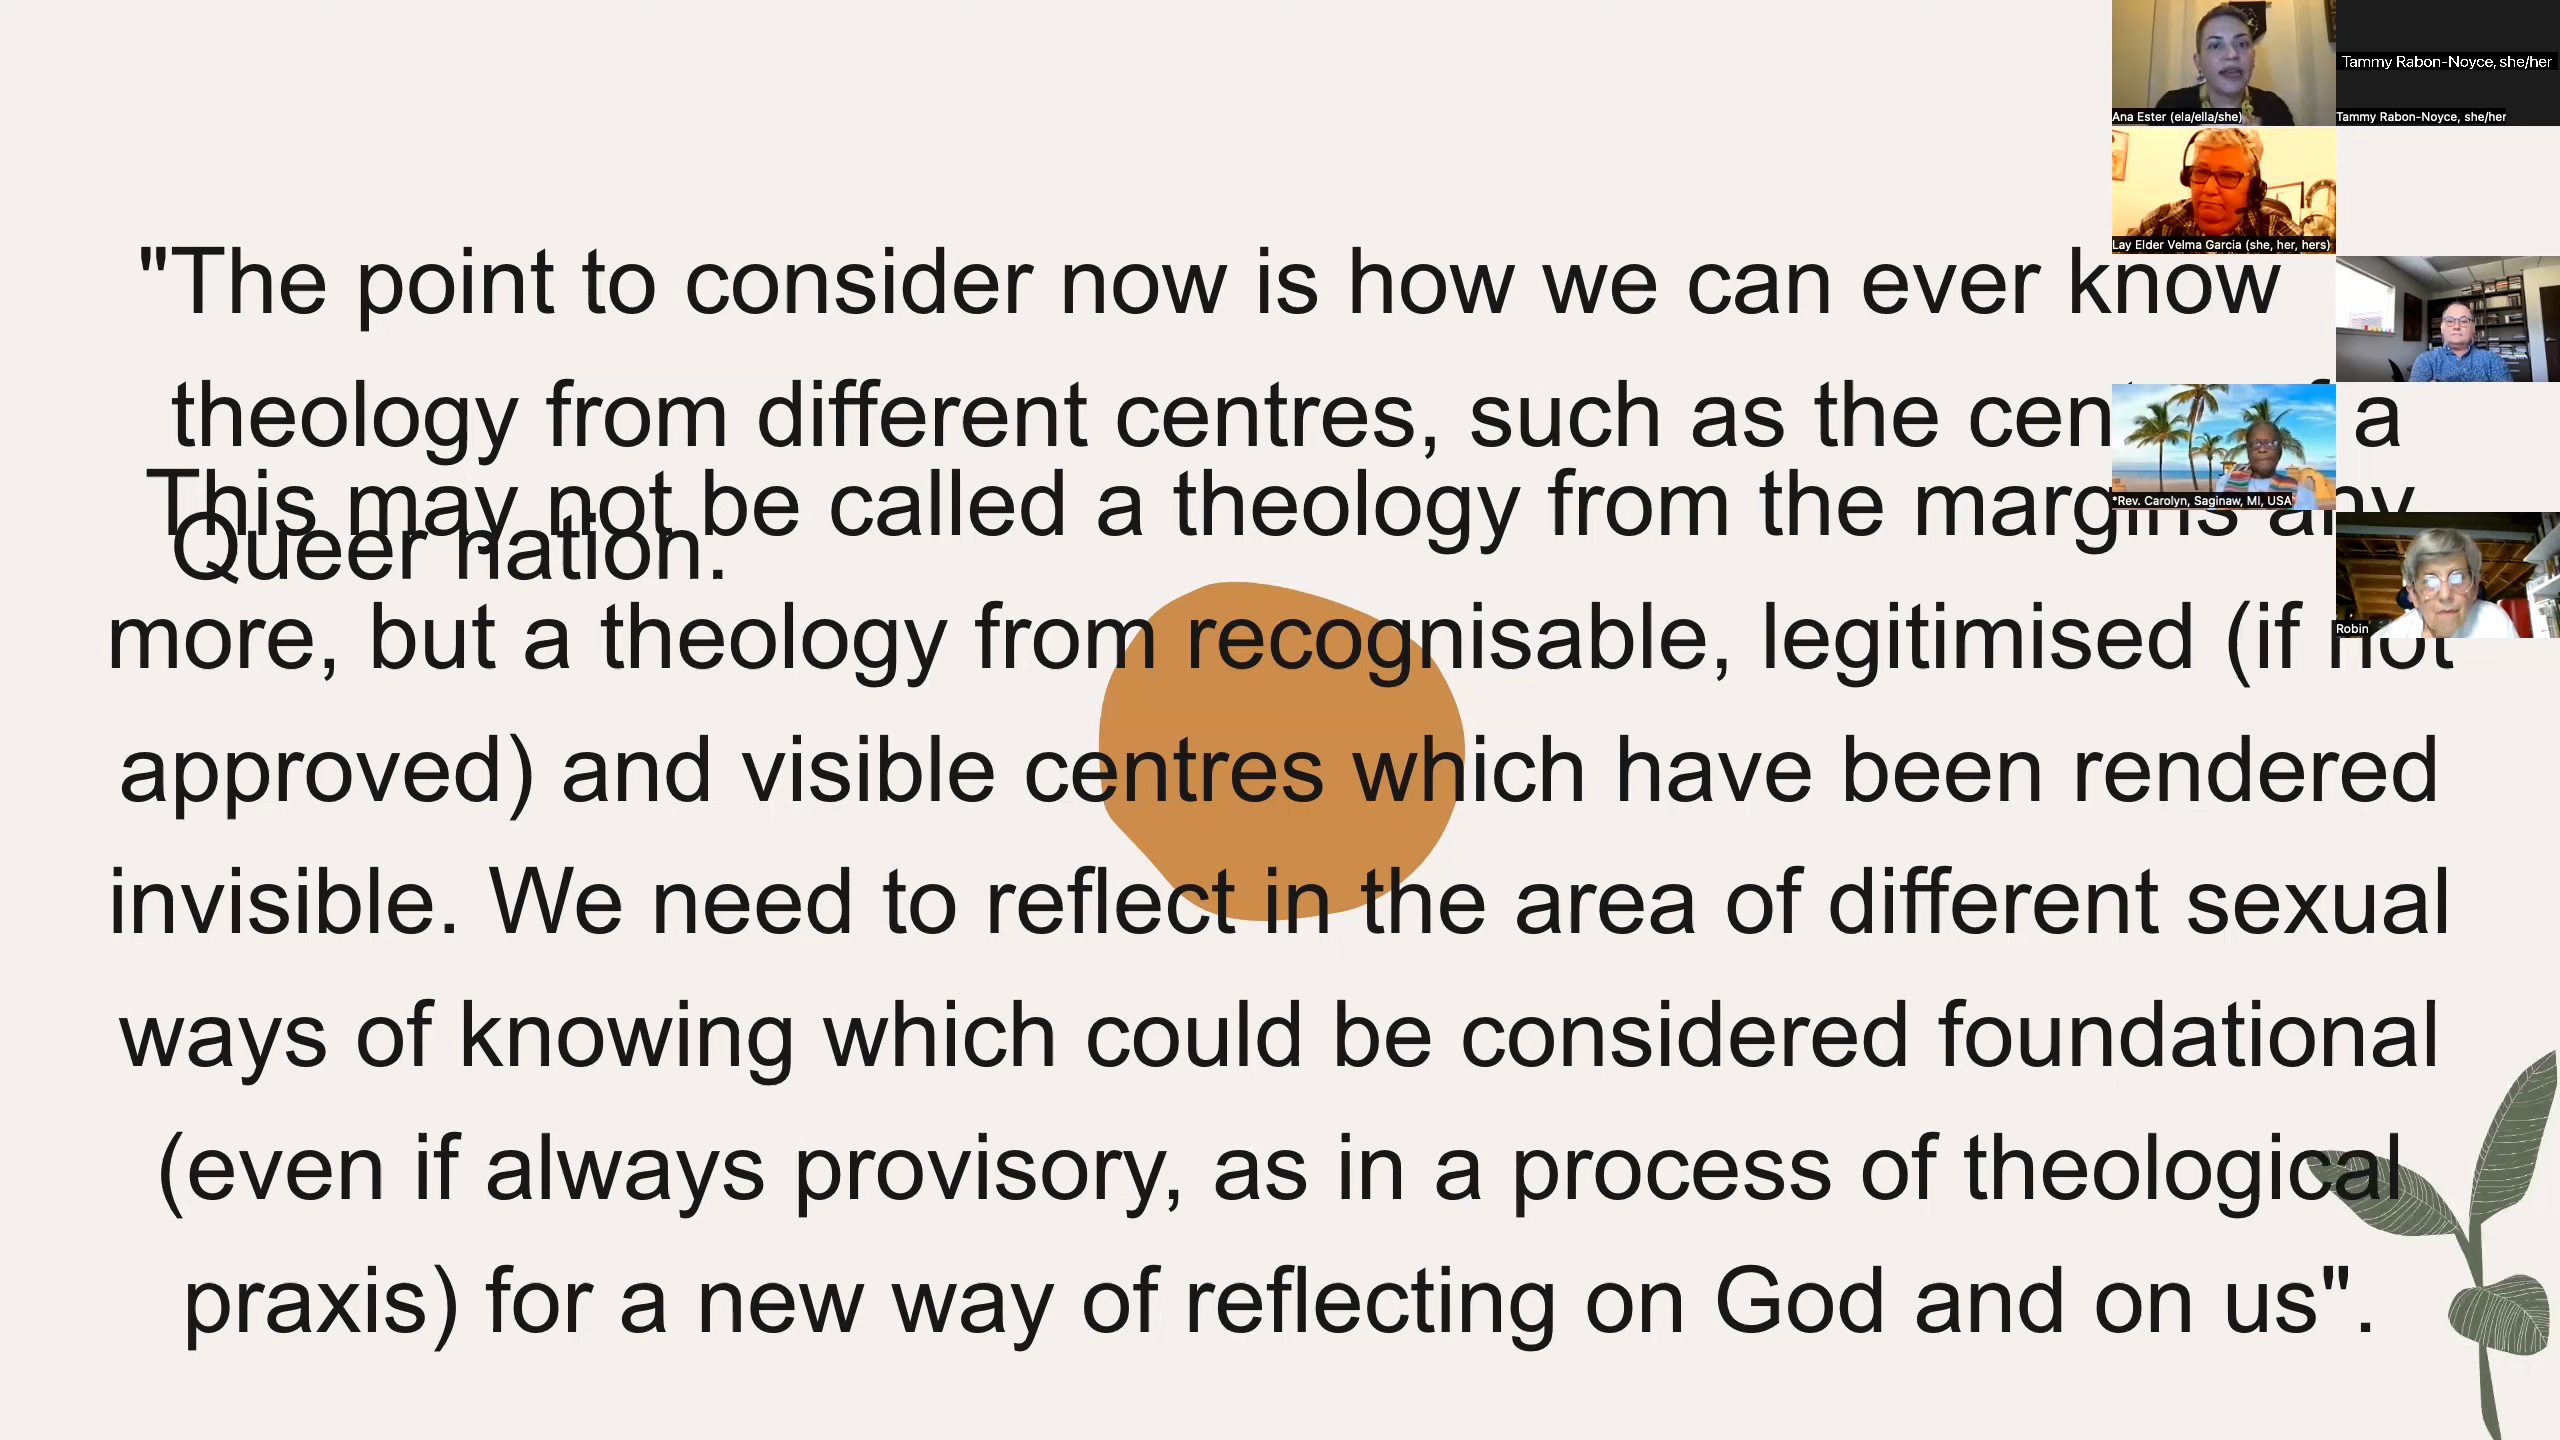 "The point to consider now is how we can ever know
theology from different centres, such as the cen a
Queer nation.
This may not be called a theology from the margins any
more, but a theology from recognisable, legitimised (if not
approved) and visible centres which have been rendered
invisible. We need to reflect in the area of different sexual
ways of knowing which could be considered foundational
(even if always provisory, as in a process of theological
praxis) for a new way of reflecting on God and on us".
Ana Ester (ela/ella/she)
Tammy Rabon-Noyce, she/her
Tammy Rabon-Noyce, she/her
Lay Elder Velma Garcia (she, her, hers)
*Rev. Carolyn, Saginaw, MI, USA
Robin